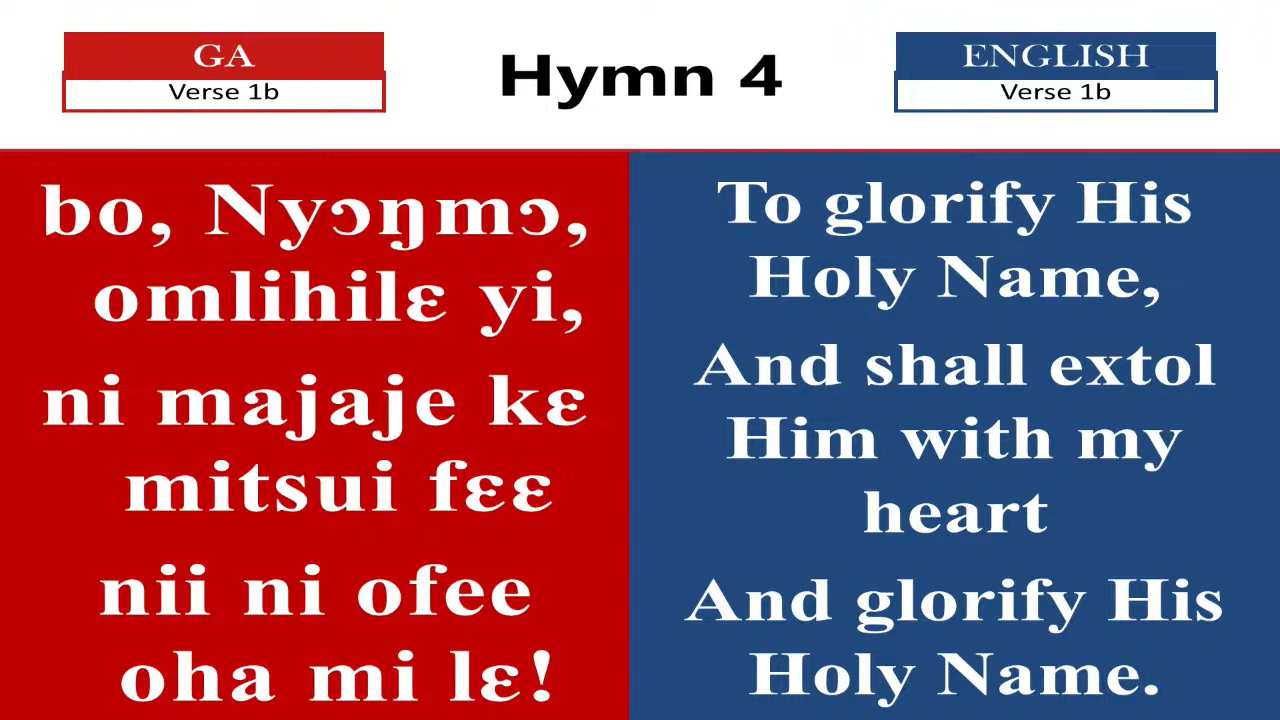 GA
Verse 1b
Hymn 4
ENGLISH
Verse 1b
bo, Nyɔŋmɔ,
omlihilɛ yi,
ni majaje kɛ
mitsui fɛɛ
nii ni ofee
oha mi lɛ!
To glorify His
Holy Name,
And shall extol
Him with my
heart
And glorify His
Holy Name.